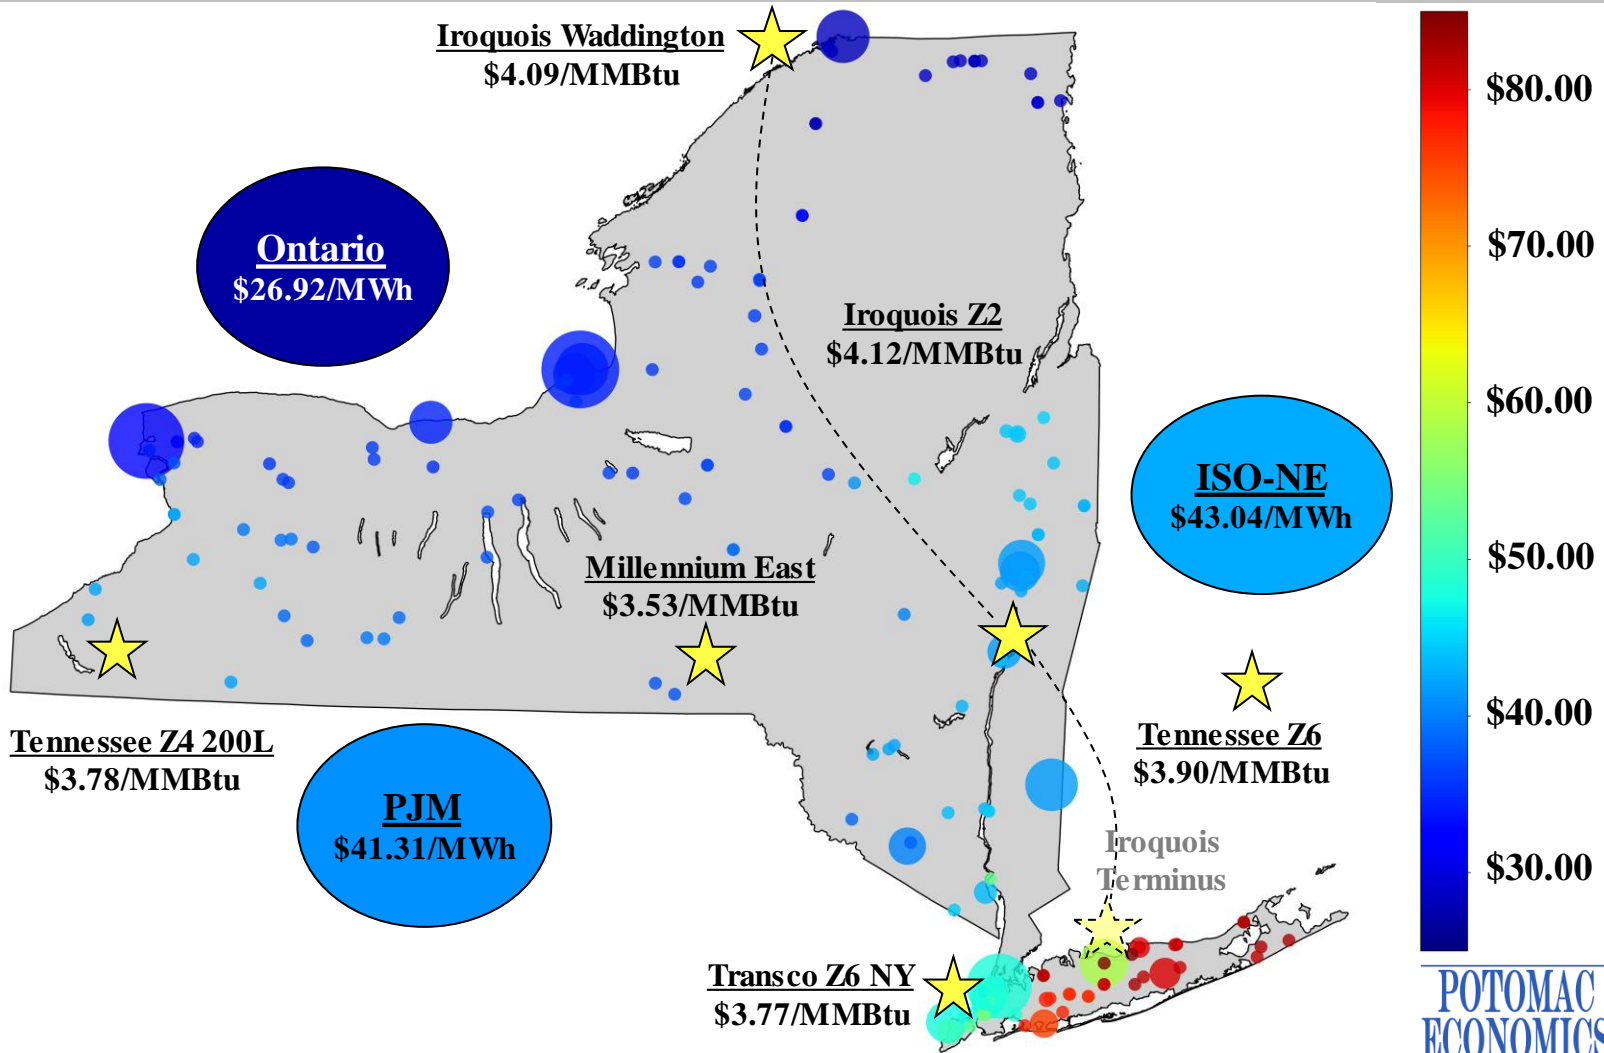 Iroquois Waddington
$4.09/MMBtu
$80.00
Ontario
$26.92/MWh
$70.00
Iroquois Z2
$4.12/MMBtu
$60.00
ISO-NE
$43.04/MWh
$50.00
Millennium East
$3.53/MMBtu
Tennessee Z4 200L
$3.78/MMBtu
Tennessee Z6
$3.90/MMBtu
$40.00
PJM
$41.31/MWh
Iroquois
Terminus
$30.00
Transco Z6 NY
$3.77/MMBtu
POTOMAC
ECONOMICS